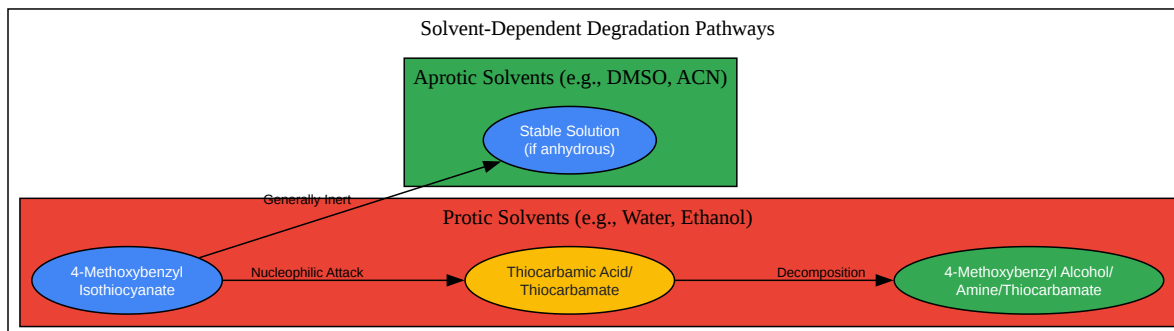 Solvent-Dependent Degradation Pathways
Aprotic Solvents (e.g., DMSO, ACN)
Stable Solution
(if anhydrous)
Generally Inert
Protic Solvents (e.g., Water, Ethanol)
4-Methoxybenzyl
Isothiocyanate
Nucleophilic Attack
Thiocarbamic Acid/
Thiocarbamate
Decomposition
4-Methoxybenzyl Alcohol/
Amine/Thiocarbamate